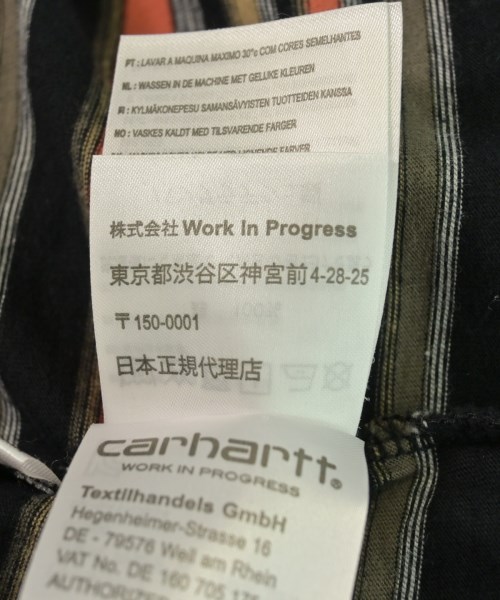 PT : LAVAR A MAQUINA MAXIMO 30°c COM CORES SEMELHANTES
NL : WASSEN IN DE MACHINE MET GELIJKE KLEUREN
FI : KYLMÄKONEPESU SAMANSÄVYISTEN TUOTTEIDEN KANSSA
NO : VASKES KALDT MED TILSVARENDE FARGER
株式会社 Work In Progress
東京都渋谷区神宮前4-28-25
〒150-0001
日本正規代理店
carhartt®
WORK IN PROGRESS
Textilhandels GmbH
Hegenheimer-Strasse 16
DE - 79576 Weil am Rhein
VAT No. DE 160 705 175